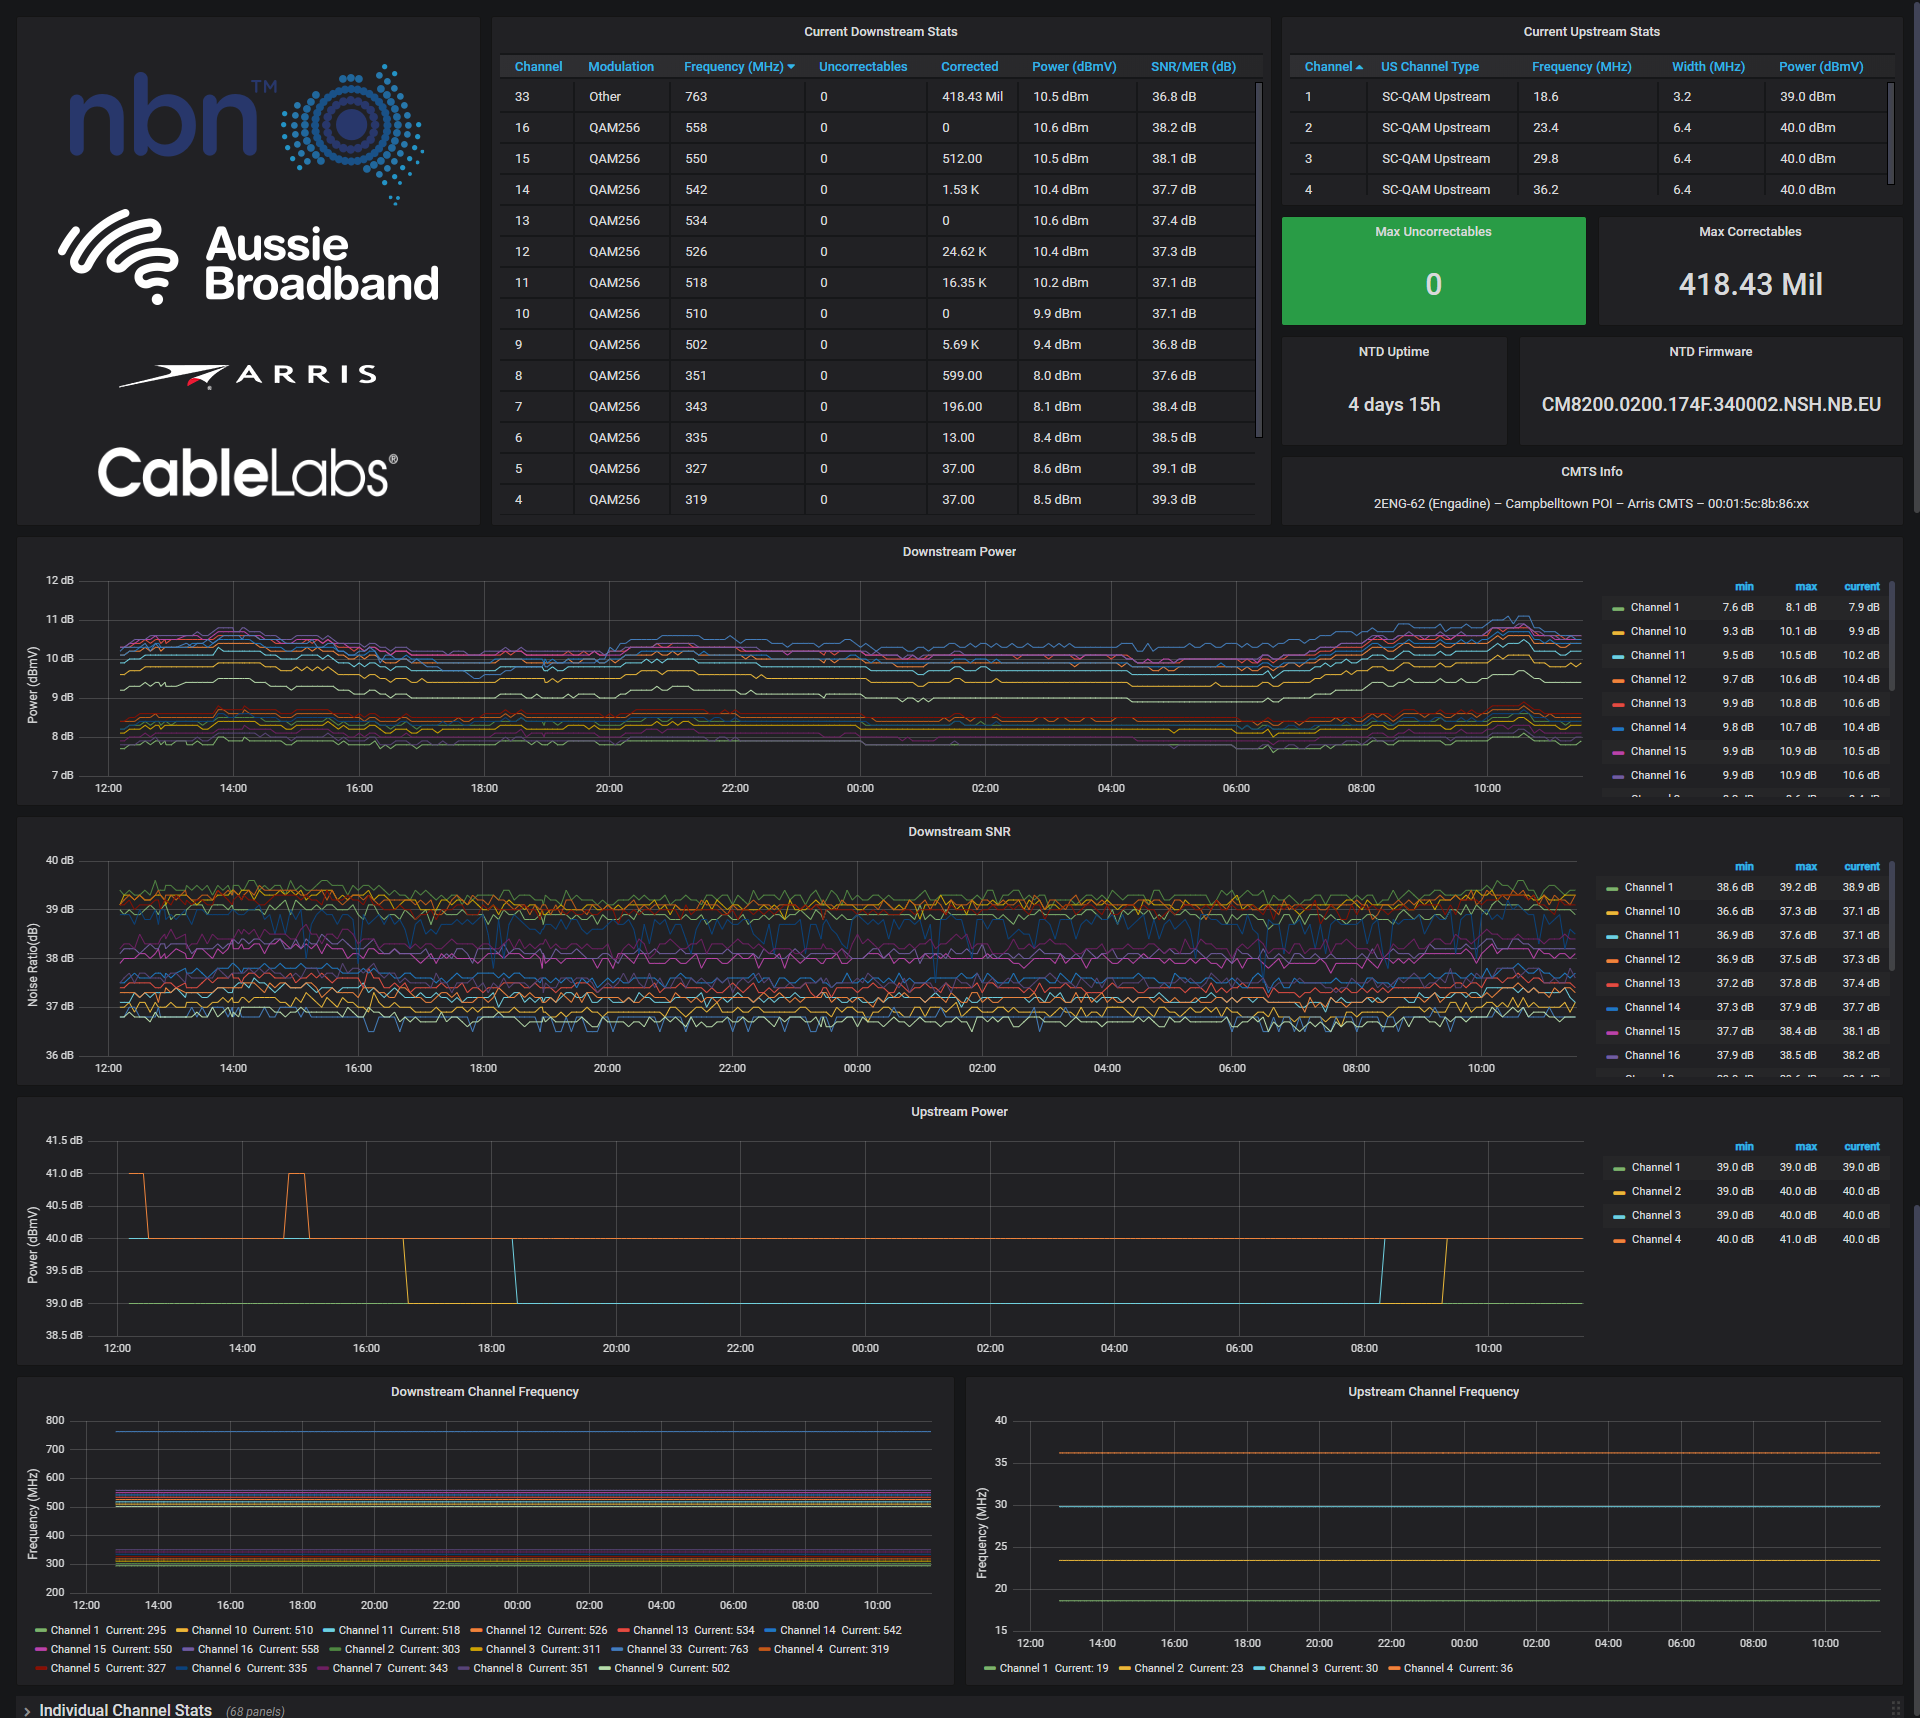 nbn™
Aussie
Broadband
ARRIS
CableLabs®
Current Downstream Stats
Channel Modulation Frequency (MHz) Uncorrectables Corrected Power (dBmV) SNR/MER (dB)
33 Other 763 0 418.43 Mil 10.5 dBm 36.8 dB
16 QAM256 558 0 0 10.6 dBm 38.2 dB
15 QAM256 550 0 512.00 10.5 dBm 38.1 dB
14 QAM256 542 0 1.53 K 10.4 dBm 37.7 dB
13 QAM256 534 0 0 10.6 dBm 37.4 dB
12 QAM256 526 0 24.62 K 10.4 dBm 37.3 dB
11 QAM256 518 0 16.35 K 10.2 dBm 37.1 dB
10 QAM256 510 0 0 9.9 dBm 37.1 dB
9 QAM256 502 0 5.69 K 9.4 dBm 36.8 dB
8 QAM256 351 0 599.00 8.0 dBm 37.6 dB
7 QAM256 343 0 196.00 8.1 dBm 38.4 dB
6 QAM256 335 0 13.00 8.4 dBm 38.5 dB
5 QAM256 327 0 37.00 8.6 dBm 39.1 dB
4 QAM256 319 0 37.00 8.5 dBm 39.3 dB
Current Upstream Stats
Channel US Channel Type Frequency (MHz) Width (MHz) Power (dBmV)
1 SC-QAM Upstream 18.6 3.2 39.0 dBm
2 SC-QAM Upstream 23.4 6.4 40.0 dBm
3 SC-QAM Upstream 29.8 6.4 40.0 dBm
4 SC-QAM Upstream 36.2 6.4 40.0 dBm
Max Uncorrectables
0
Max Correctables
418.43 Mil
NTD Uptime
4 days 15h
NTD Firmware
CM8200.0200.174F.340002.NSH.NB.EU
CMTS Info
2ENG-62 (Engadine) – Campbelltown POI – Arris CMTS – 00:01:5c:8b:86:xx
Downstream Power
Power (dBmV)
12 dB
11 dB
10 dB
9 dB
8 dB
7 dB
12:00 14:00 16:00 18:00 20:00 22:00 00:00 02:00 04:00 06:00 08:00 10:00
min max current
Channel 1 7.6 dB 8.1 dB 7.9 dB
Channel 10 9.3 dB 10.1 dB 9.9 dB
Channel 11 9.5 dB 10.5 dB 10.2 dB
Channel 12 9.7 dB 10.6 dB 10.4 dB
Channel 13 9.9 dB 10.8 dB 10.6 dB
Channel 14 9.8 dB 10.7 dB 10.4 dB
Channel 15 9.9 dB 10.9 dB 10.5 dB
Channel 16 9.9 dB 10.9 dB 10.6 dB
Downstream SNR
Noise Ratio(dB)
40 dB
39 dB
38 dB
37 dB
36 dB
12:00 14:00 16:00 18:00 20:00 22:00 00:00 02:00 04:00 06:00 08:00 10:00
min max current
Channel 1 38.6 dB 39.2 dB 38.9 dB
Channel 10 36.6 dB 37.3 dB 37.1 dB
Channel 11 36.9 dB 37.6 dB 37.1 dB
Channel 12 36.9 dB 37.5 dB 37.3 dB
Channel 13 37.2 dB 37.8 dB 37.4 dB
Channel 14 37.3 dB 37.9 dB 37.7 dB
Channel 15 37.7 dB 38.4 dB 38.1 dB
Channel 16 37.9 dB 38.5 dB 38.2 dB
Upstream Power
Power (dBmV)
41.5 dB
41.0 dB
40.5 dB
40.0 dB
39.5 dB
39.0 dB
38.5 dB
12:00 14:00 16:00 18:00 20:00 22:00 00:00 02:00 04:00 06:00 08:00 10:00
min max current
Channel 1 39.0 dB 39.0 dB 39.0 dB
Channel 2 39.0 dB 40.0 dB 40.0 dB
Channel 3 39.0 dB 40.0 dB 40.0 dB
Channel 4 40.0 dB 41.0 dB 40.0 dB
Downstream Channel Frequency
Frequency (MHz)
800
700
600
500
400
300
200
12:00 14:00 16:00 18:00 20:00 22:00 00:00 02:00 04:00 06:00 08:00 10:00
Channel 1 Current: 295 Channel 10 Current: 510 Channel 11 Current: 518 Channel 12 Current: 526 Channel 13 Current: 534 Channel 14 Current: 542
Channel 15 Current: 550 Channel 16 Current: 558 Channel 2 Current: 303 Channel 3 Current: 311 Channel 33 Current: 763 Channel 4 Current: 319
Channel 5 Current: 327 Channel 6 Current: 335 Channel 7 Current: 343 Channel 8 Current: 351 Channel 9 Current: 502
Upstream Channel Frequency
Frequency (MHz)
40
35
30
25
20
15
12:00 14:00 16:00 18:00 20:00 22:00 00:00 02:00 04:00 06:00 08:00 10:00
Channel 1 Current: 19 Channel 2 Current: 23 Channel 3 Current: 30 Channel 4 Current: 36
Individual Channel Stats (68 panels)